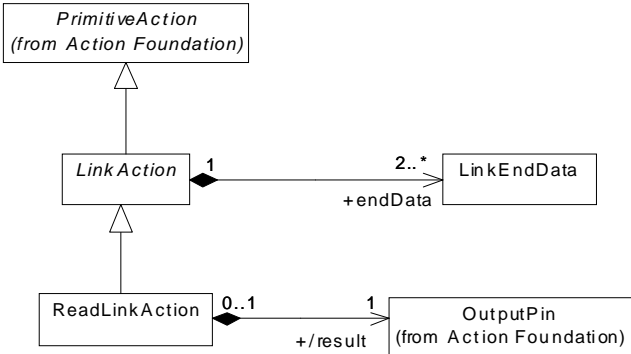 PrimitiveAction
(from Action Foundation)
LinkAction
1
2..*
+endData
LinkEndData
ReadLinkAction
0..1
1
+/result
OutputPin
(from Action Foundation)